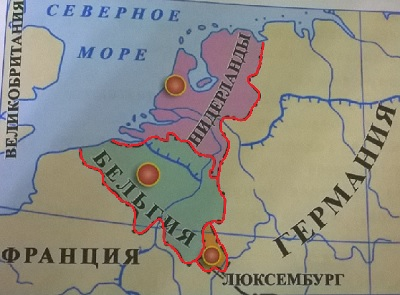 СЕВЕРНОЕ
МОРЕ
ВЕЛИКОБРИТАНИЯ
НИДЕРЛАНДЫ
БЕЛЬГИЯ
ГЕРМАНИЯ
ФРАНЦИЯ
ЛЮКСЕМБУРГ